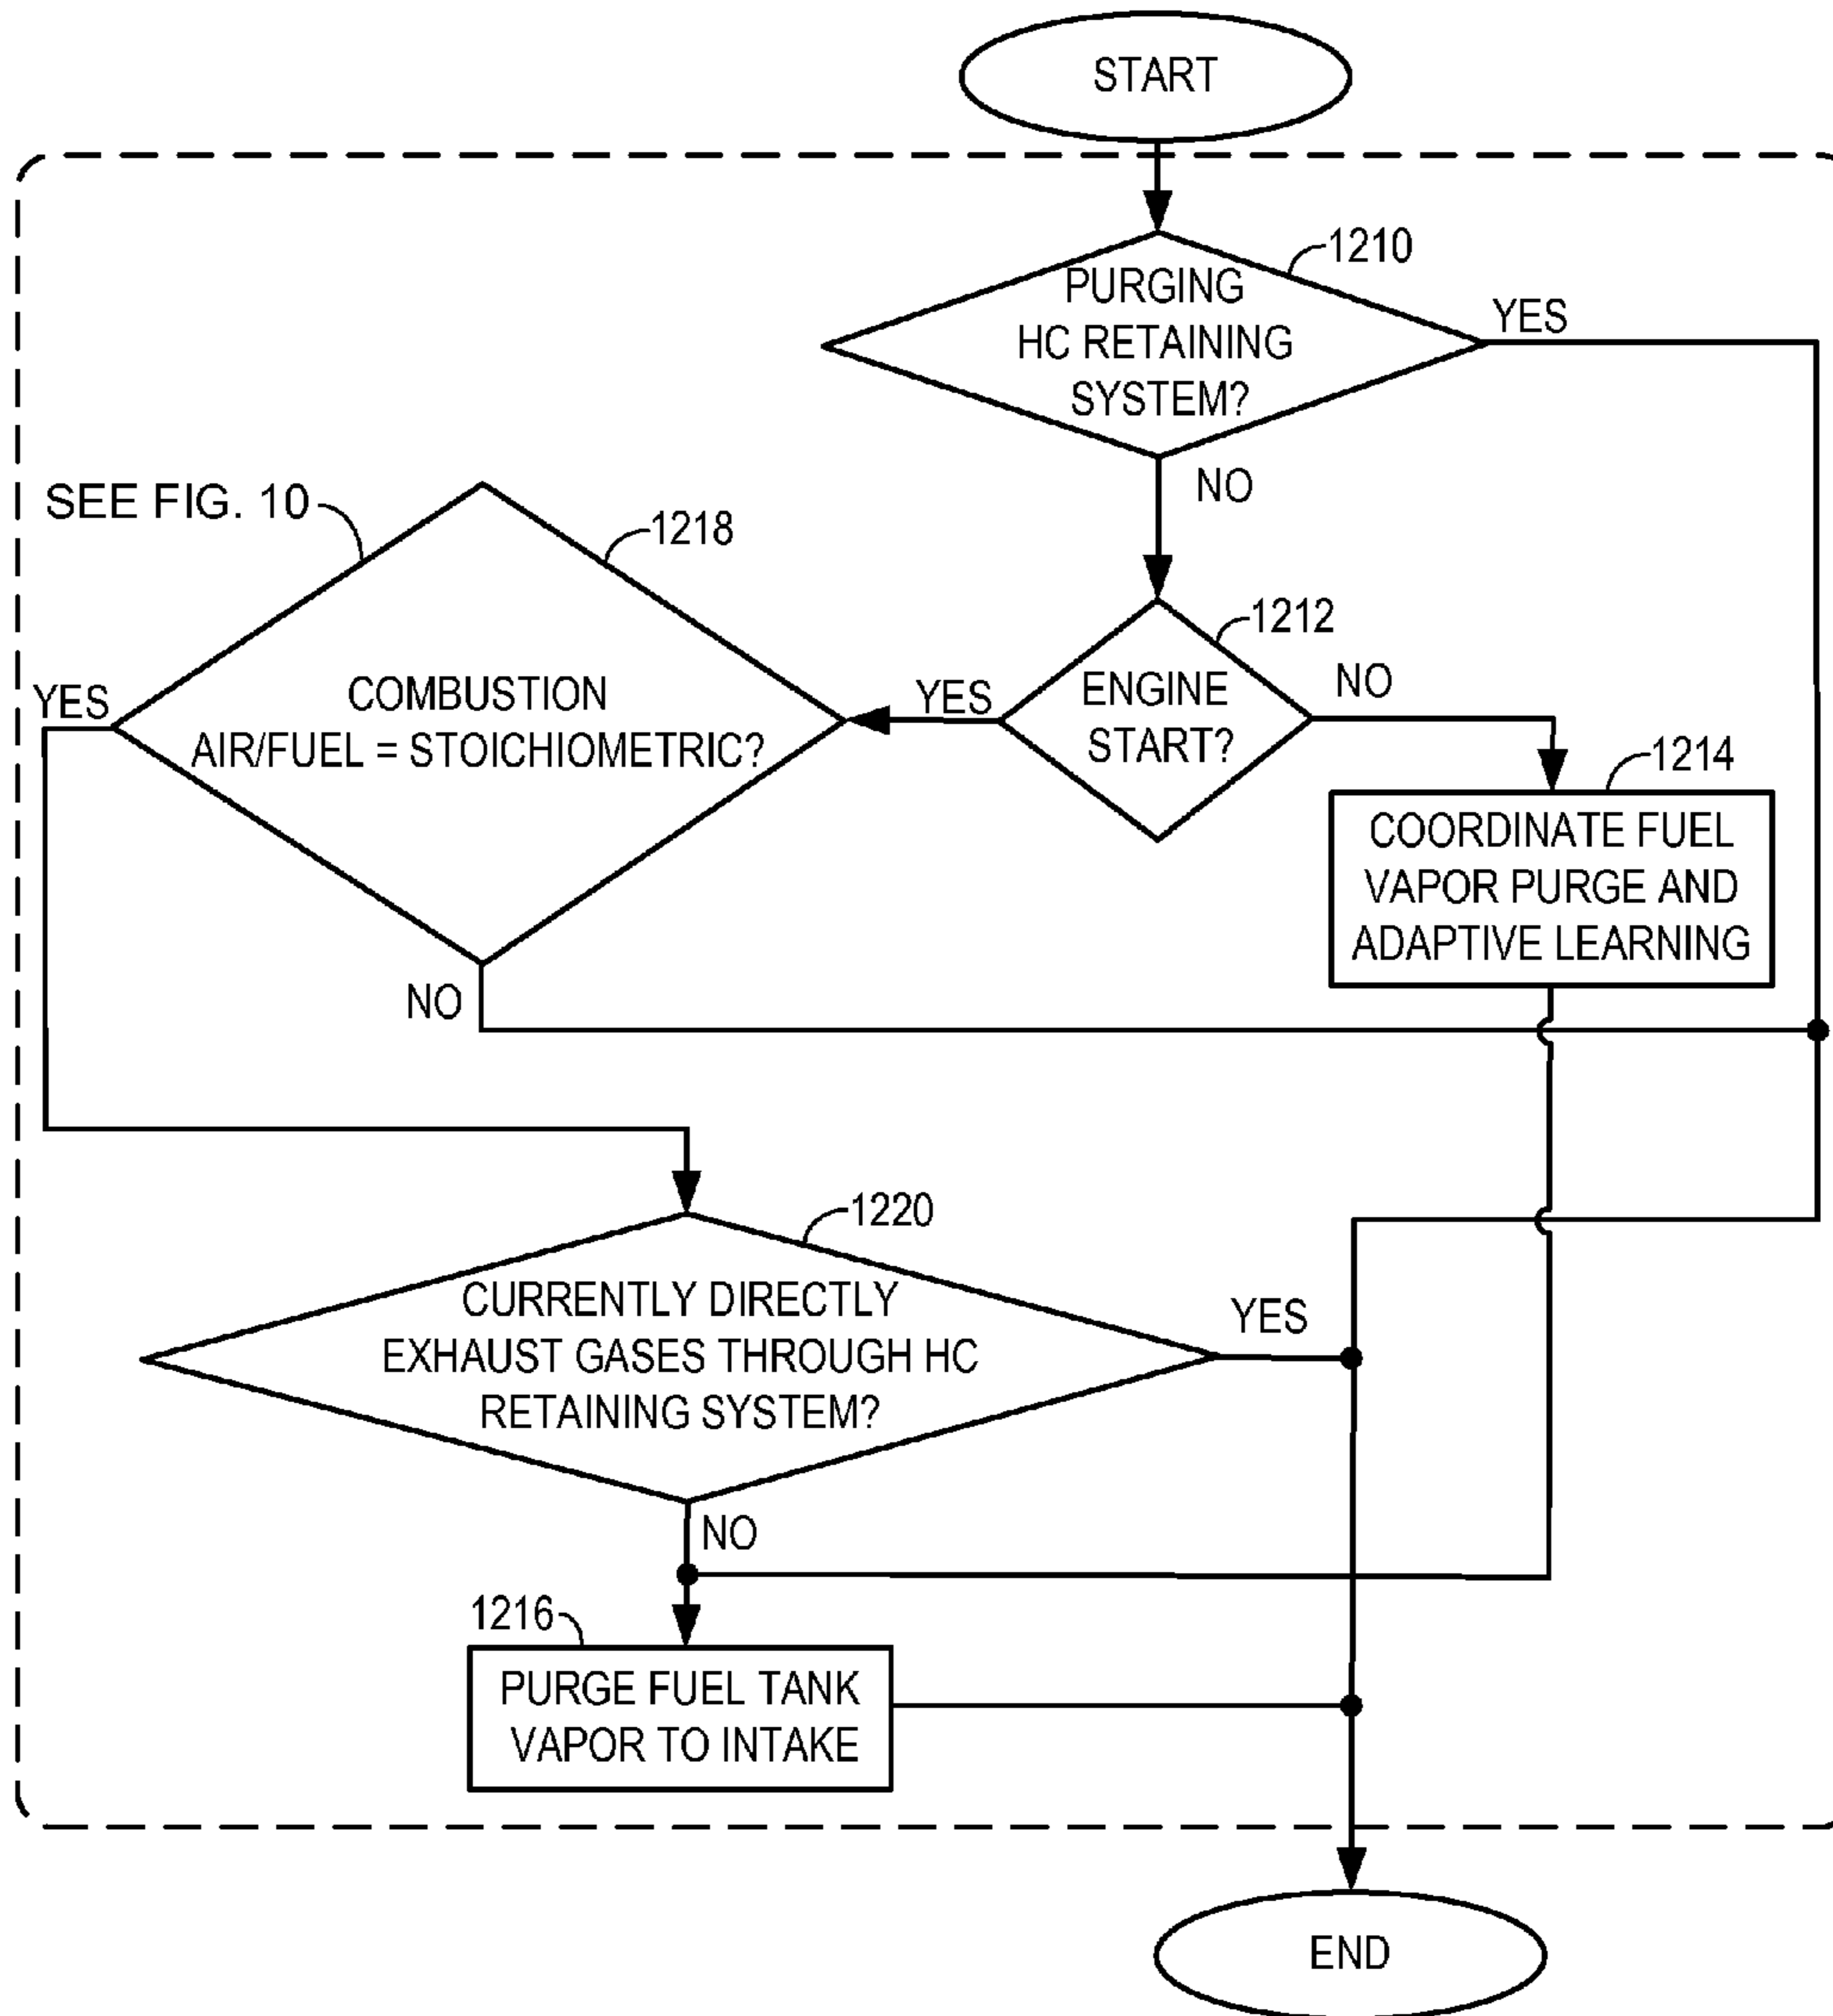 START
1210
PURGING
HC RETAINING
SYSTEM?
YES
NO
SEE FIG. 10
1218
COMBUSTION
AIR/FUEL = STOICHIOMETRIC?
YES
NO
1212
ENGINE
START?
YES
NO
1214
COORDINATE FUEL
VAPOR PURGE AND
ADAPTIVE LEARNING
1220
CURRENTLY DIRECTLY
EXHAUST GASES THROUGH HC
RETAINING SYSTEM?
YES
NO
1216
PURGE FUEL TANK
VAPOR TO INTAKE
END